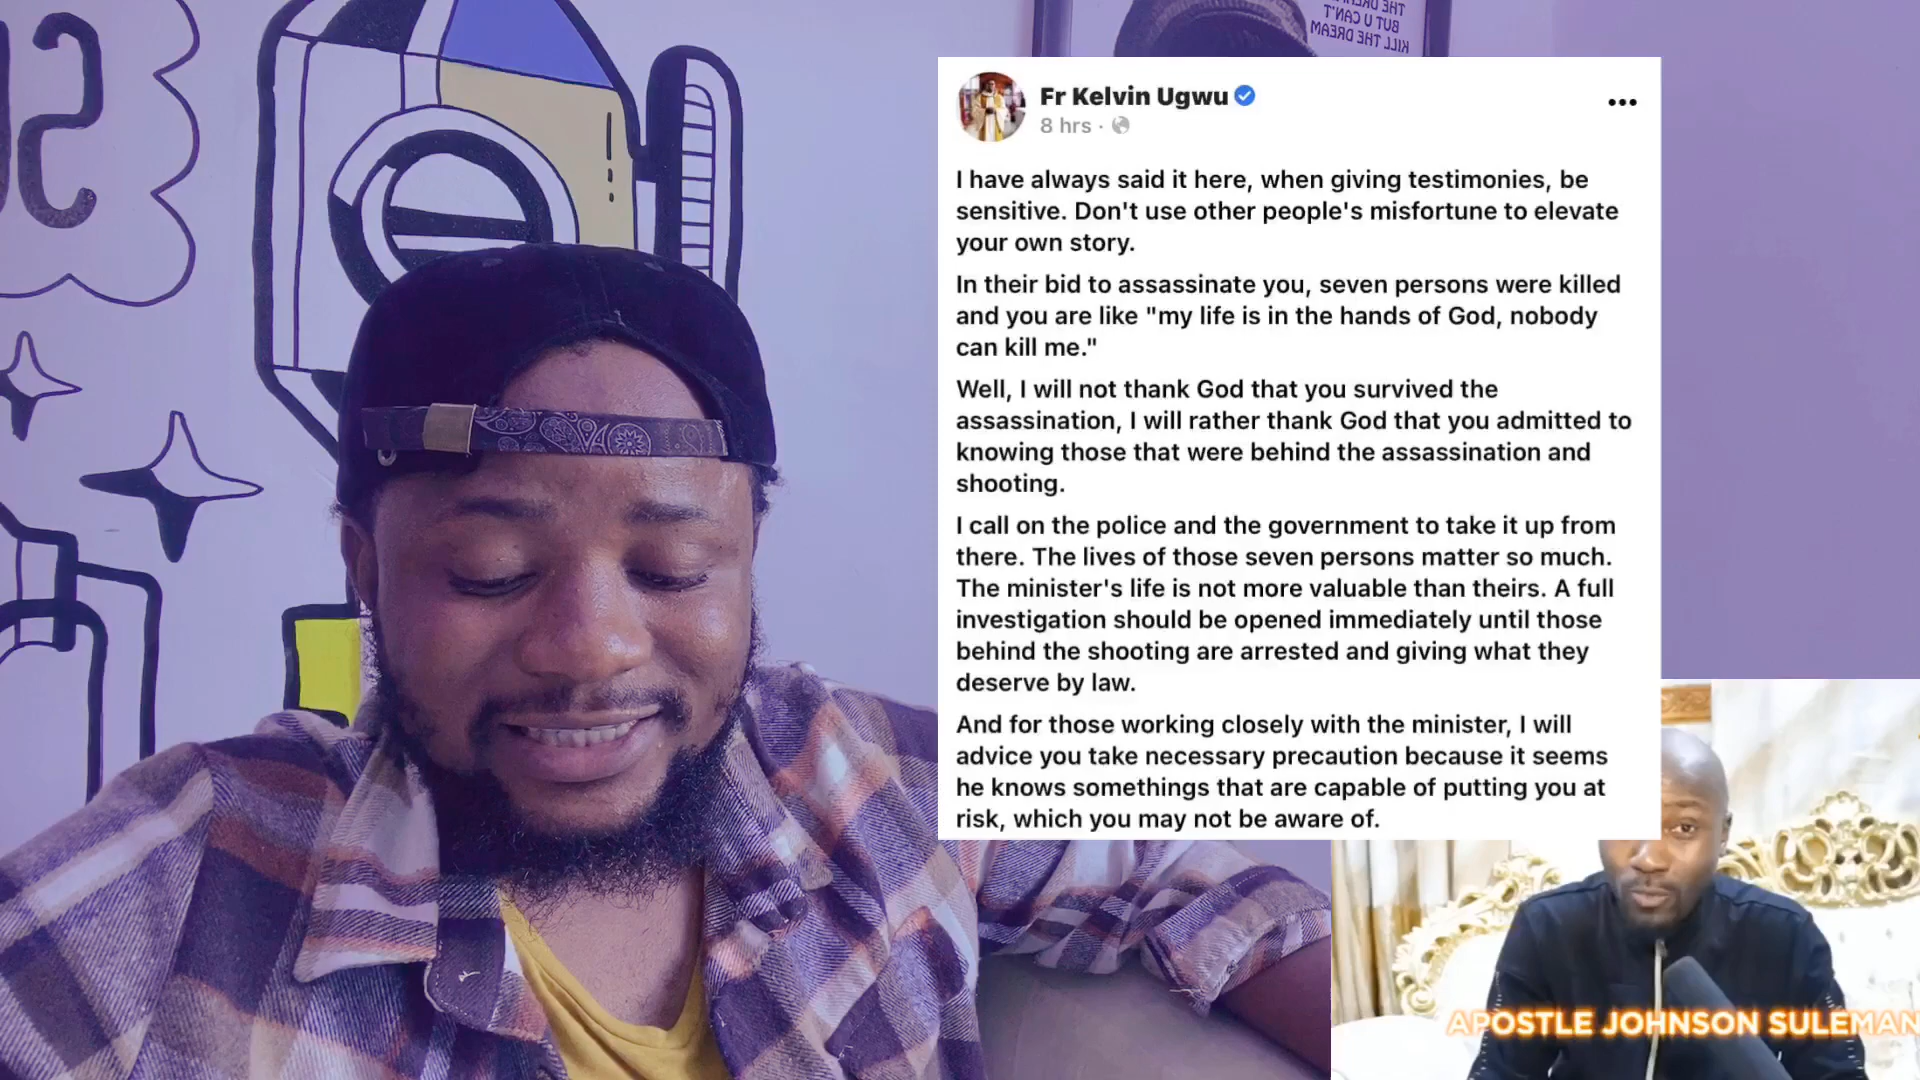 THE DREAM
BUT U CAN'T
KILL THE DREAM
Fr Kelvin Ugwu
8 hrs ·
I have always said it here, when giving testimonies, be
sensitive. Don't use other people's misfortune to elevate
your own story.
In their bid to assassinate you, seven persons were killed
and you are like "my life is in the hands of God, nobody
can kill me."
Well, I will not thank God that you survived the
assassination, I will rather thank God that you admitted to
knowing those that were behind the assassination and
shooting.
I call on the police and the government to take it up from
there. The lives of those seven persons matter so much.
The minister's life is not more valuable than theirs. A full
investigation should be opened immediately until those
behind the shooting are arrested and giving what they
deserve by law.
And for those working closely with the minister, I will
advice you take necessary precaution because it seems
he knows somethings that are capable of putting you at
risk, which you may not be aware of.
APOSTLE JOHNSON SULEMAN